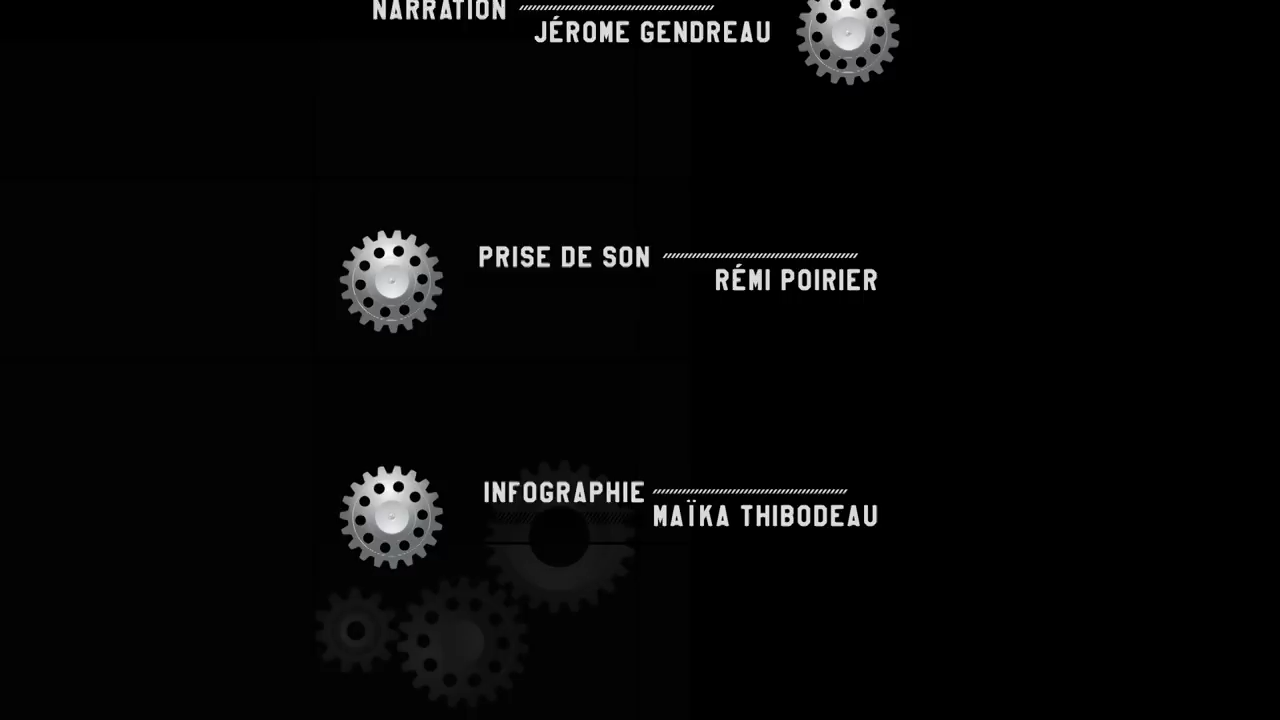 NARRATION
JÉROME GENDREAU
PRISE DE SON
RÉMI POIRIER
INFOGRAPHIE
MAÏKA THIBODEAU